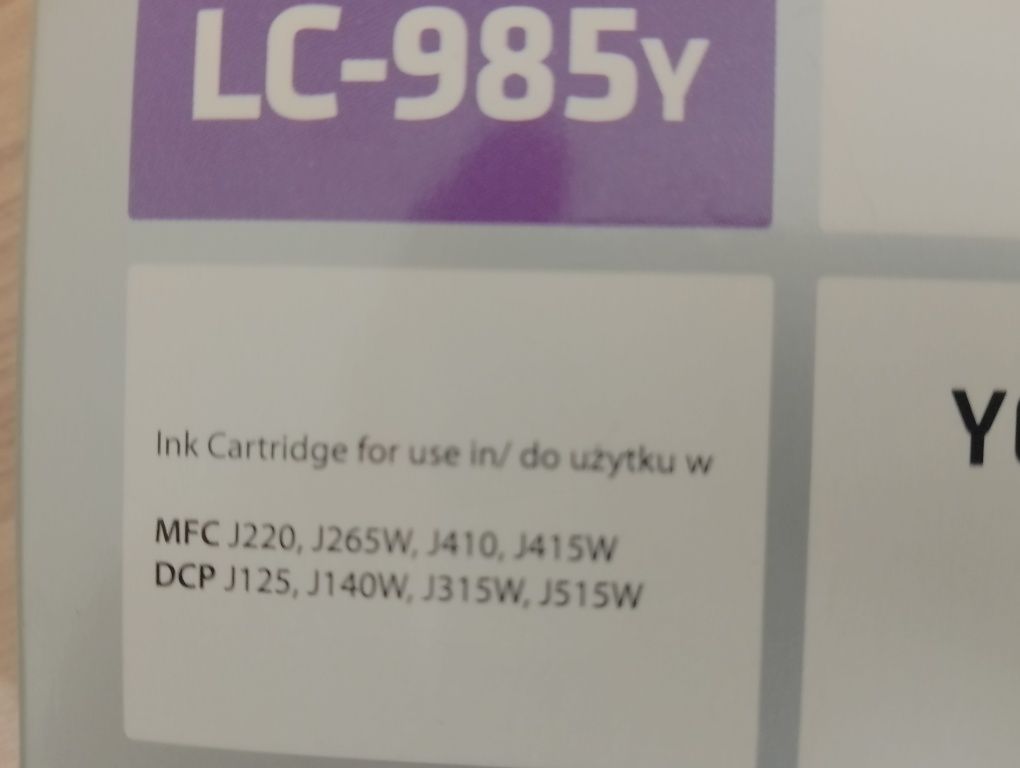 LC-985Y
Ink Cartridge for use in/ do użytku w
MFC J220, J265W, J410, J415W
DCP J125, J140W, J315W, J515W